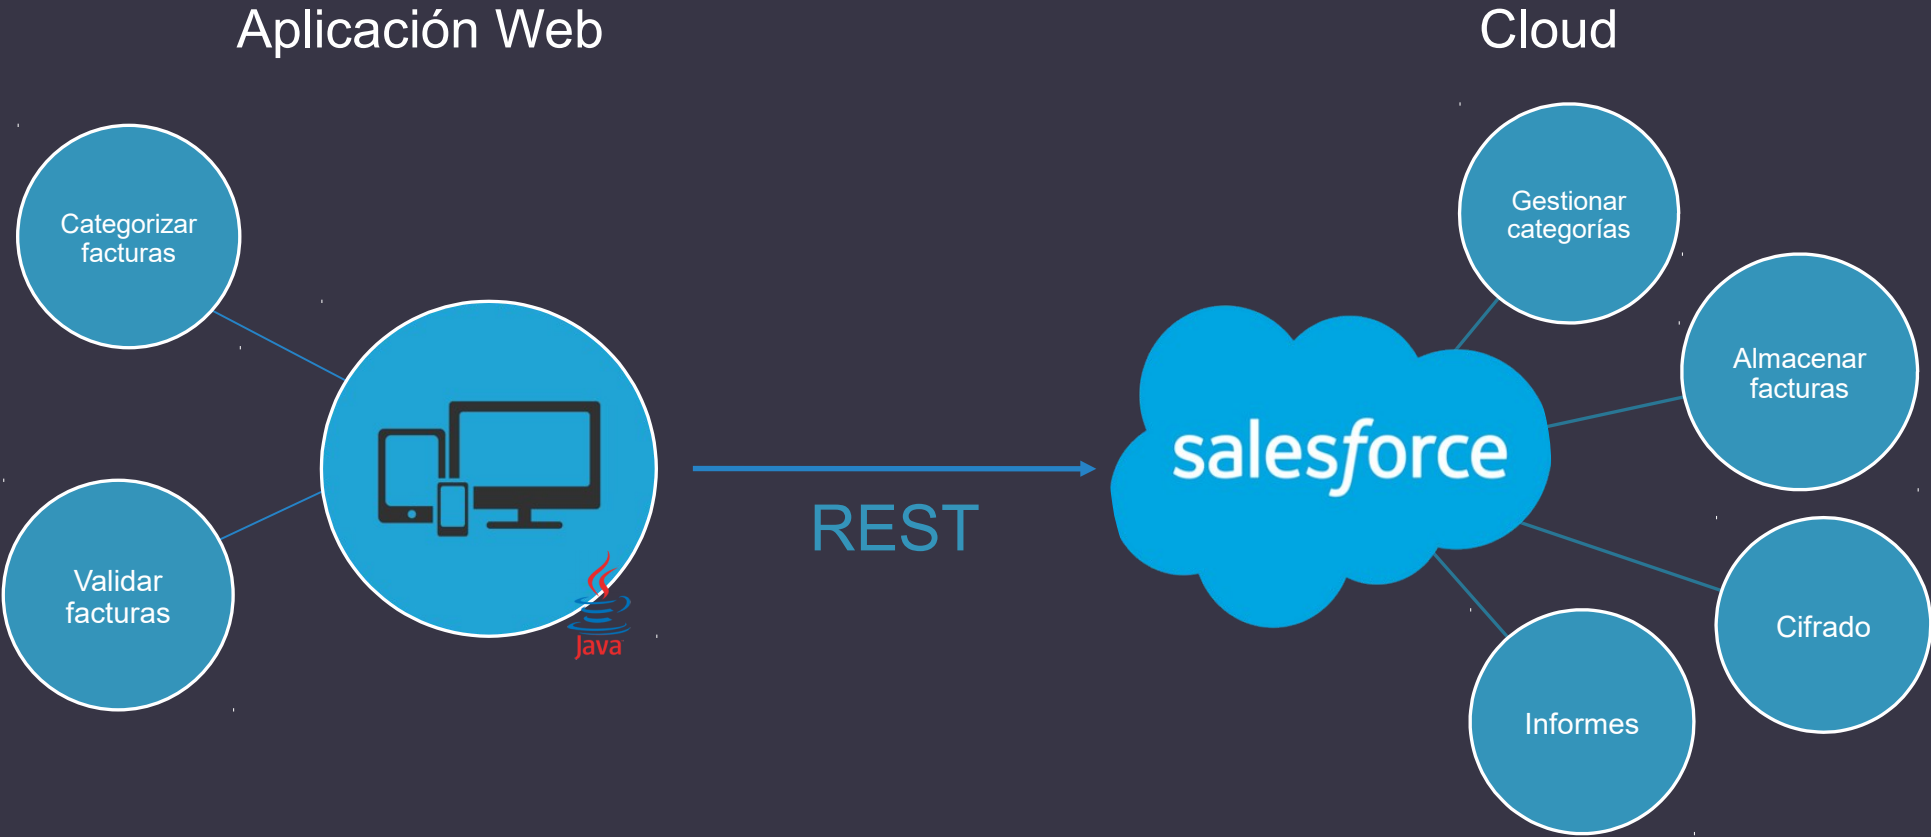 Aplicación Web
Cloud
Categorizar
facturas
Validar
facturas
Java
REST
salesforce
Gestionar
categorías
Almacenar
facturas
Cifrado
Informes